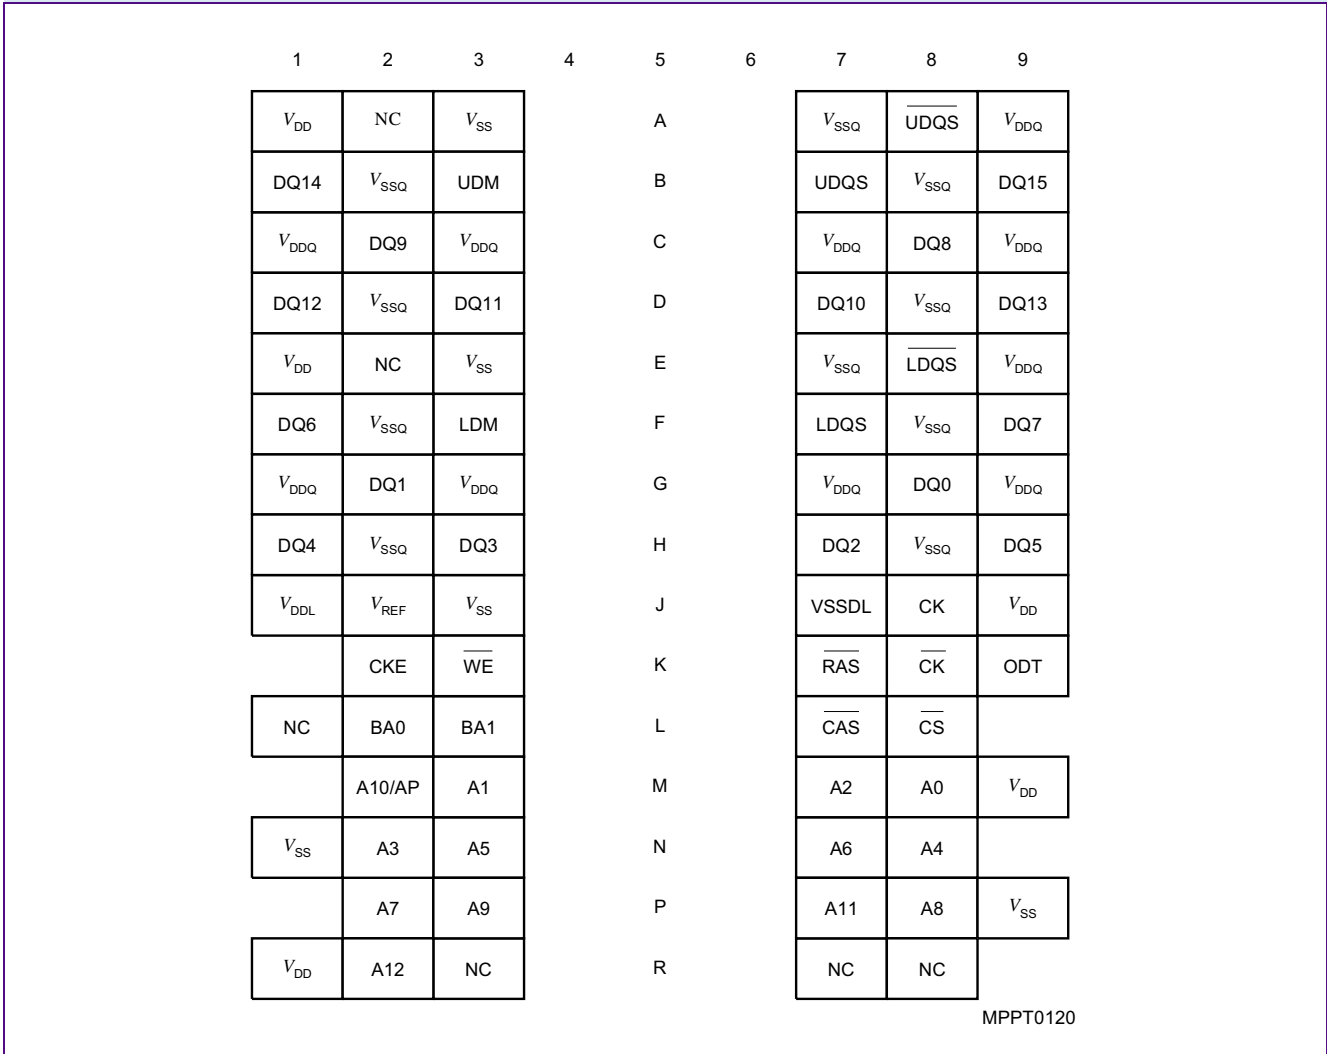 1 2 3 4 5 6 7 8 9
VDD NC VSS A VSSQ UDQS VDDQ
DQ14 VSSQ UDM B UDQS VSSQ DQ15
VDDQ DQ9 VDDQ C VDDQ DQ8 VDDQ
DQ12 VSSQ DQ11 D DQ10 VSSQ DQ13
VDD NC VSS E VSSQ LDQS VDDQ
DQ6 VSSQ LDM F LDQS VSSQ DQ7
VDDQ DQ1 VDDQ G VDDQ DQ0 VDDQ
DQ4 VSSQ DQ3 H DQ2 VSSQ DQ5
VDDL VREF VSS J VSSDL CK VDD
CKE WE K RAS CK ODT
NC BA0 BA1 L CAS CS
A10/AP A1 M A2 A0 VDD
VSS A3 A5 N A6 A4
A7 A9 P A11 A8 VSS
VDD A12 NC R NC NC
MPPT0120